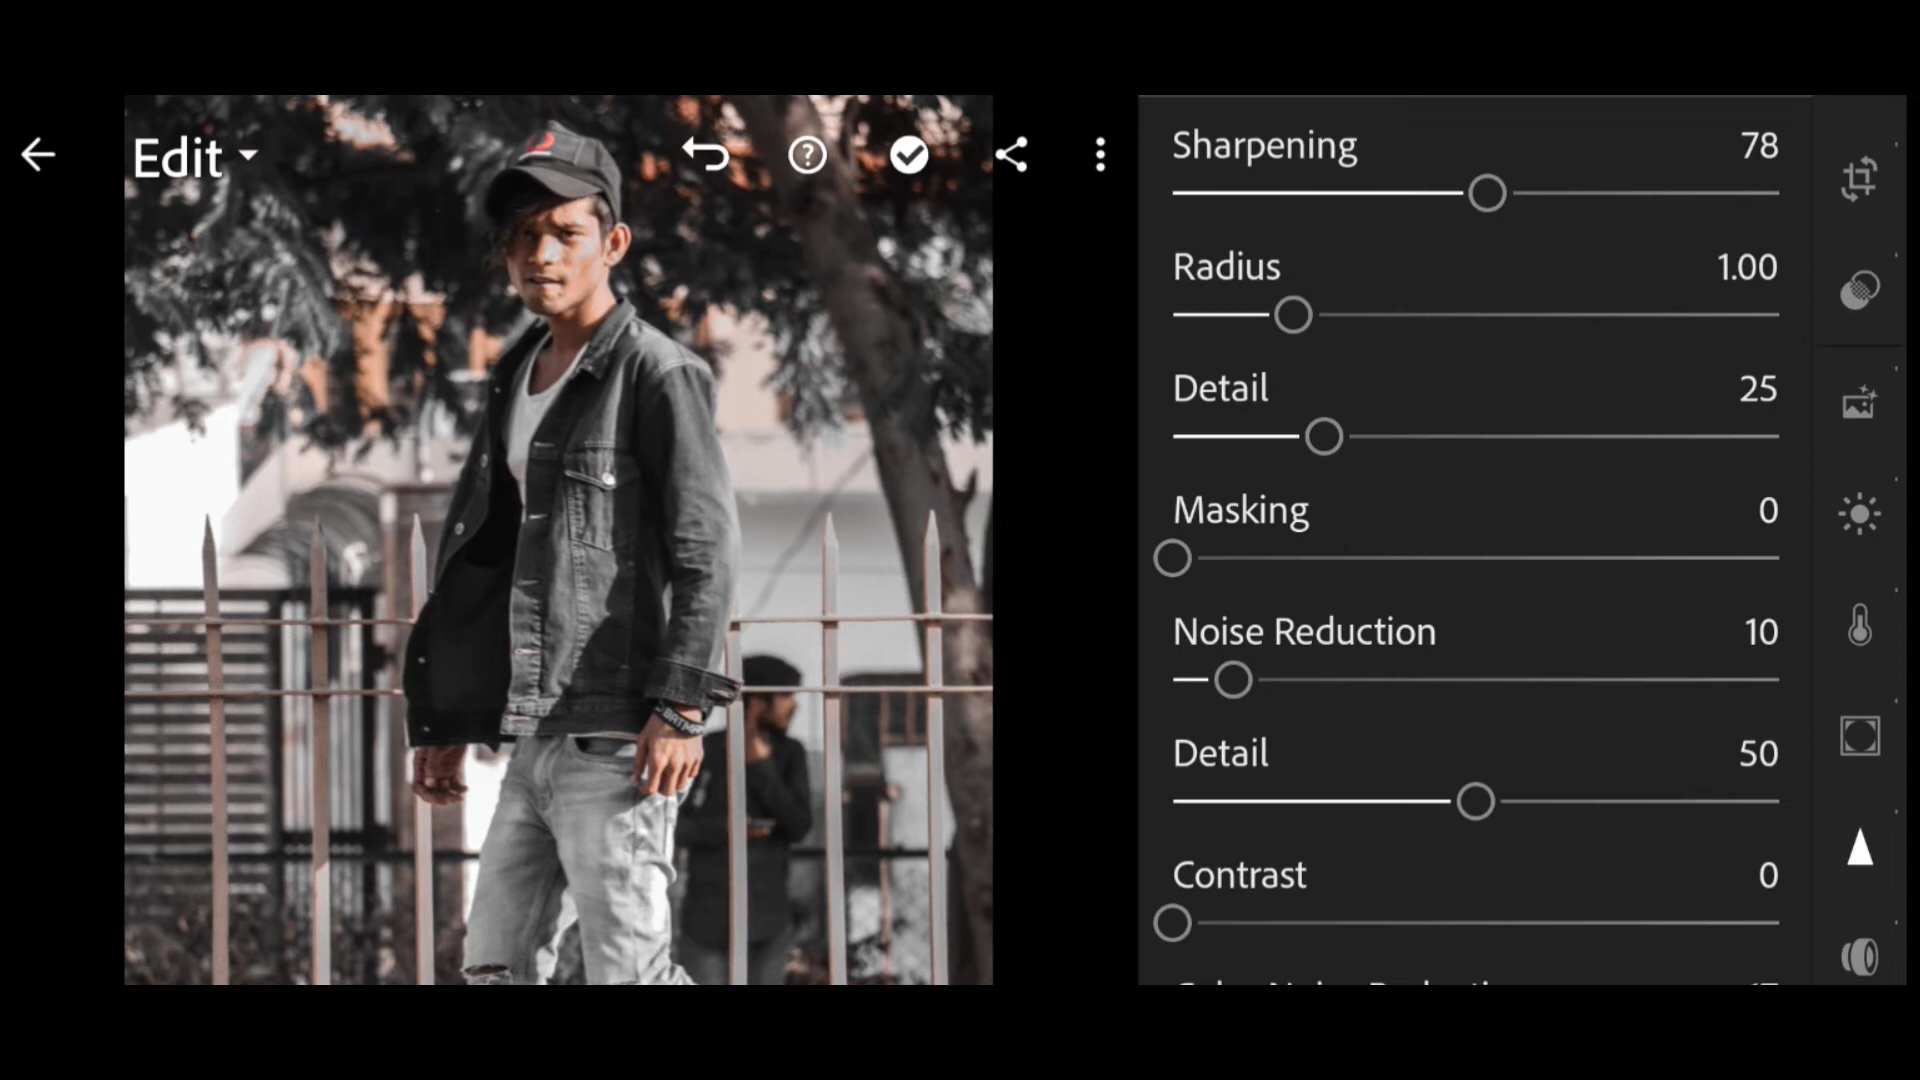 Edit
Sharpening 78
Radius 1.00
Detail 25
Masking 0
Noise Reduction 10
Detail 50
Contrast 0